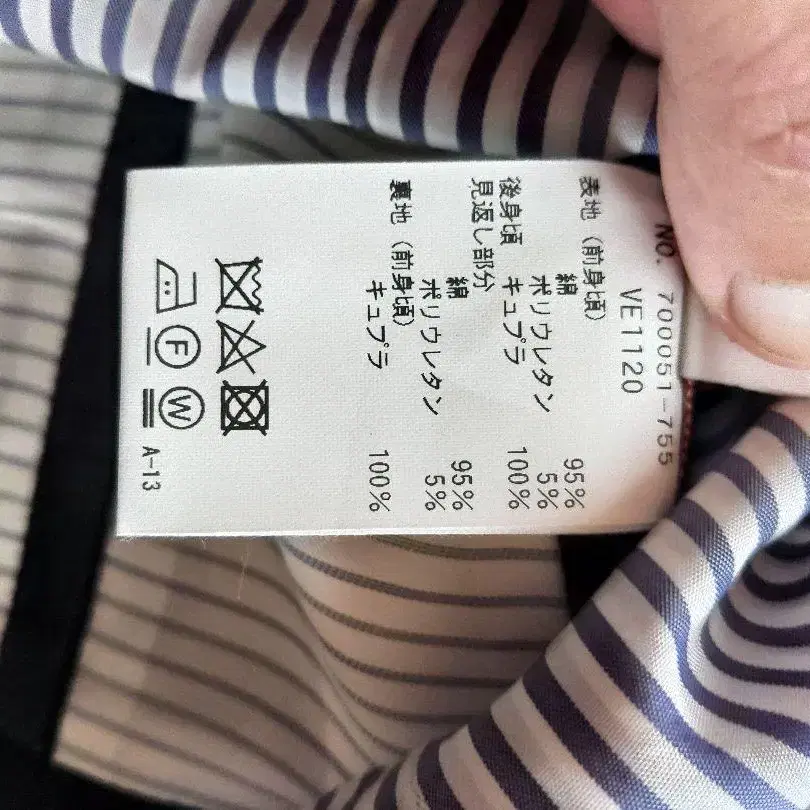 NO. 700051-755
VE1120
表地 (前身頃)
綿 95%
ポリウレタン 5%
後身頃 キュプラ 100%
見返し部分
綿 95%
ポリウレタン 5%
裏地 (前身頃)
キュプラ 100%
F
W
A-13